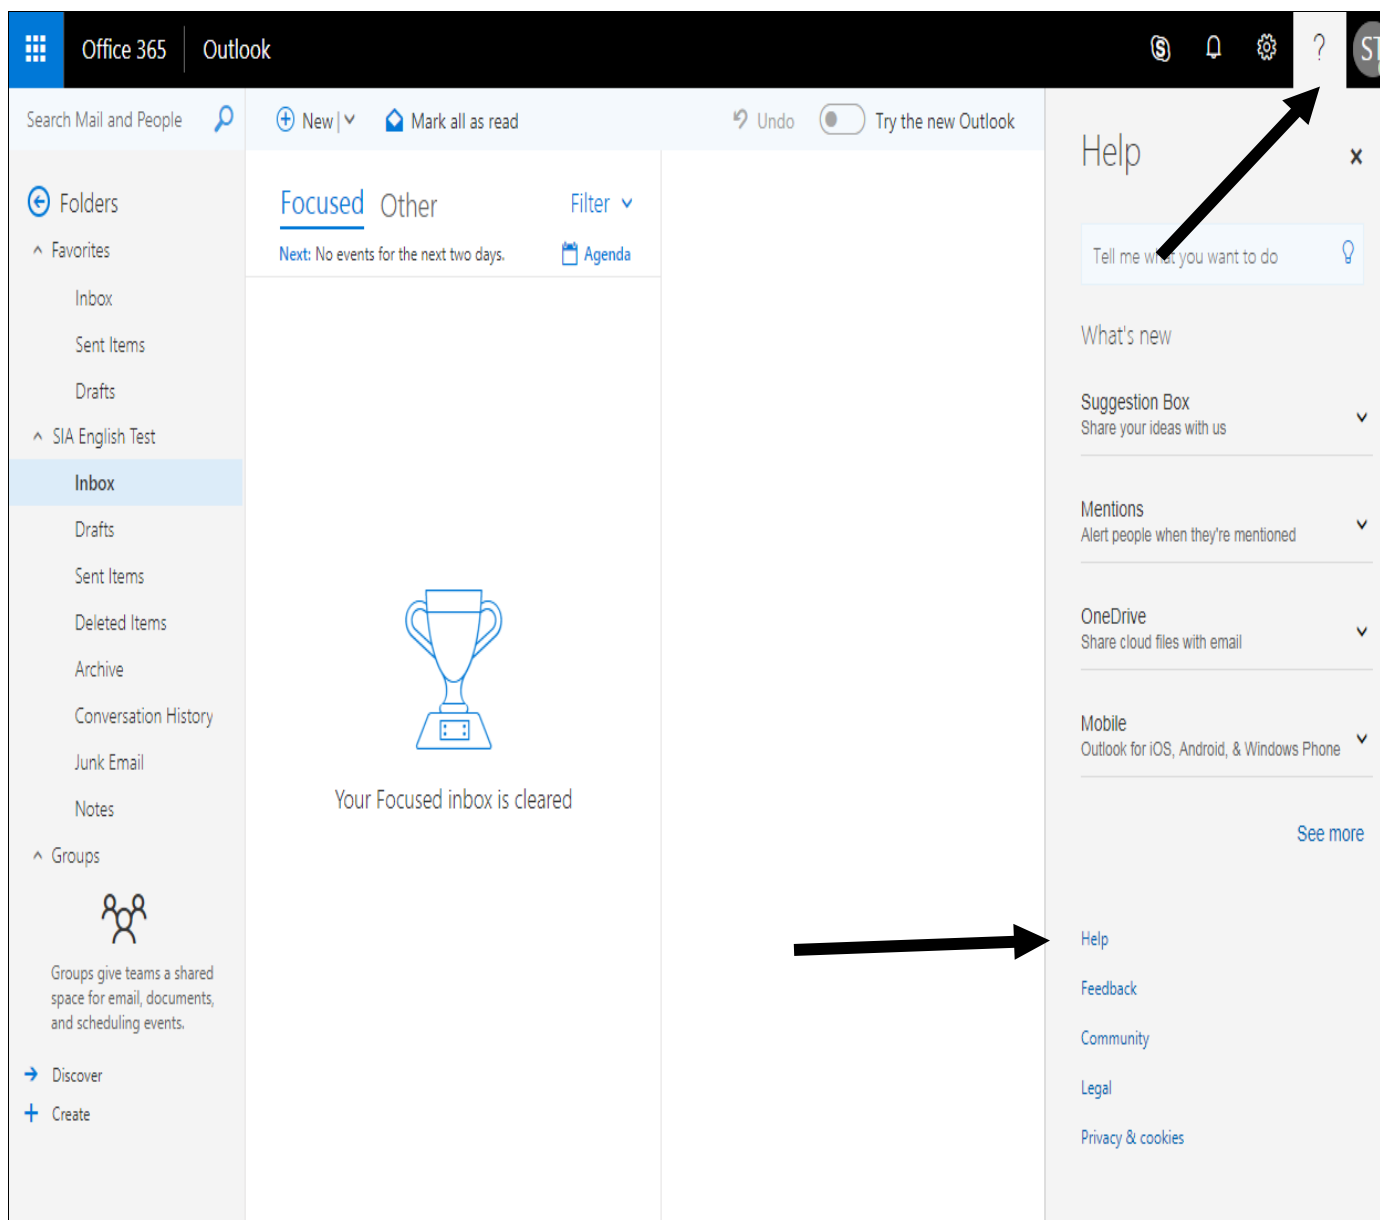 Office 365 Outlook
?
ST
Search Mail and People
New
Mark all as read
Undo
Try the new Outlook
Folders
Favorites
Inbox
Sent Items
Drafts
SIA English Test
Inbox
Drafts
Sent Items
Deleted Items
Archive
Conversation History
Junk Email
Notes
Groups
Groups give teams a shared
space for email, documents,
and scheduling events.
Discover
Create
Focused Other Filter
Next: No events for the next two days. Agenda
Your Focused inbox is cleared
Help
Tell me what you want to do
What's new
Suggestion Box
Share your ideas with us
Mentions
Alert people when they're mentioned
OneDrive
Share cloud files with email
Mobile
Outlook for iOS, Android, & Windows Phone
See more
Help
Feedback
Community
Legal
Privacy & cookies